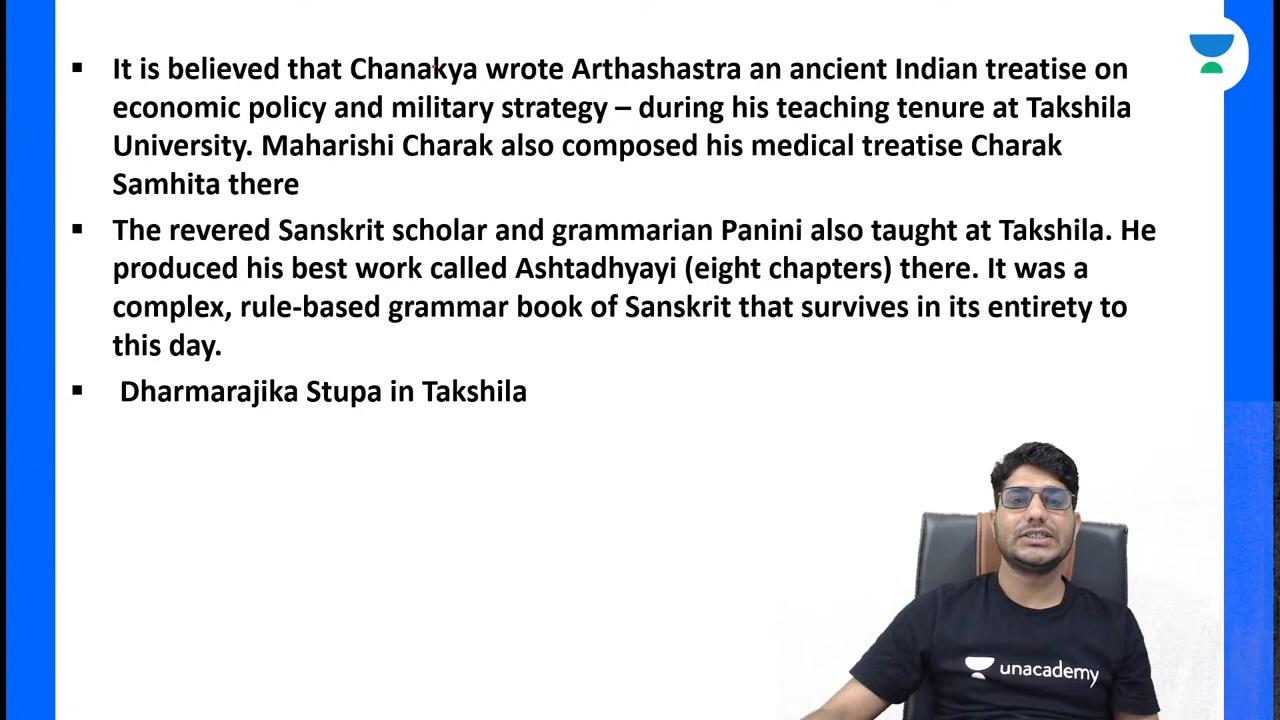 ▪ It is believed that Chanakya wrote Arthashastra an ancient Indian treatise on
economic policy and military strategy – during his teaching tenure at Takshila
University. Maharishi Charak also composed his medical treatise Charak
Samhita there
▪ The revered Sanskrit scholar and grammarian Panini also taught at Takshila. He
produced his best work called Ashtadhyayi (eight chapters) there. It was a
complex, rule-based grammar book of Sanskrit that survives in its entirety to
this day.
▪ Dharmarajika Stupa in Takshila
unacademy